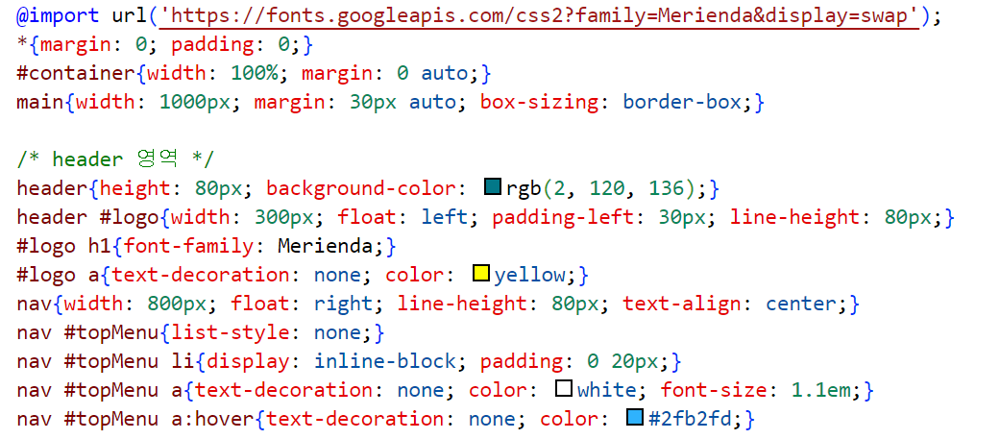 @import url('https://fonts.googleapis.com/css2?family=Merienda&display=swap');
*{margin: 0; padding: 0;}
#container{width: 100%; margin: 0 auto;}
main{width: 1000px; margin: 30px auto; box-sizing: border-box;}
/* header 영역 */
header{height: 80px; background-color: rgb(2, 120, 136);}
header #logo{width: 300px; float: left; padding-left: 30px; line-height: 80px;}
#logo h1{font-family: Merienda;}
#logo a{text-decoration: none; color: yellow;}
nav{width: 800px; float: right; line-height: 80px; text-align: center;}
nav #topMenu{list-style: none;}
nav #topMenu li{display: inline-block; padding: 0 20px;}
nav #topMenu a{text-decoration: none; color: white; font-size: 1.1em;}
nav #topMenu a:hover{text-decoration: none; color: #2fb2fd;}